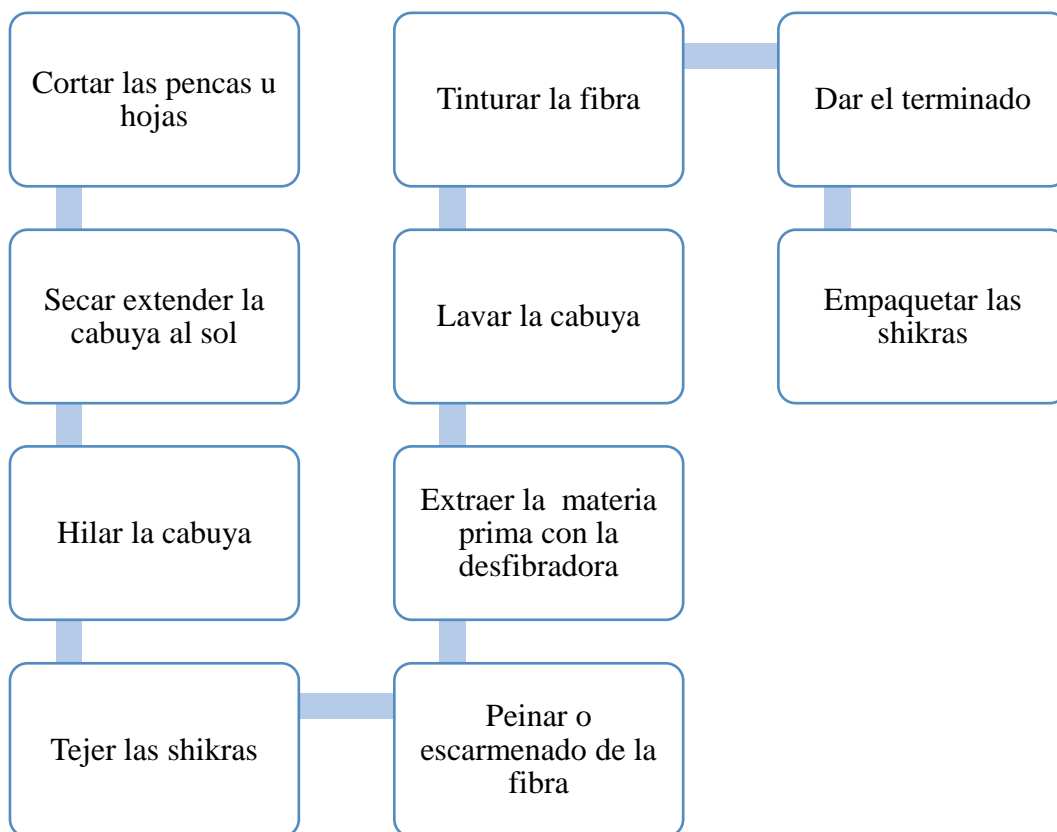 Cortar las pencas u
hojas
Secar extender la
cabuya al sol
Hilar la cabuya
Tejer las shikras
Peinar o
escarmenado de la
fibra
Extraer la materia
prima con la
desfibradora
Lavar la cabuya
Tinturar la fibra
Dar el terminado
Empaquetar las
shikras